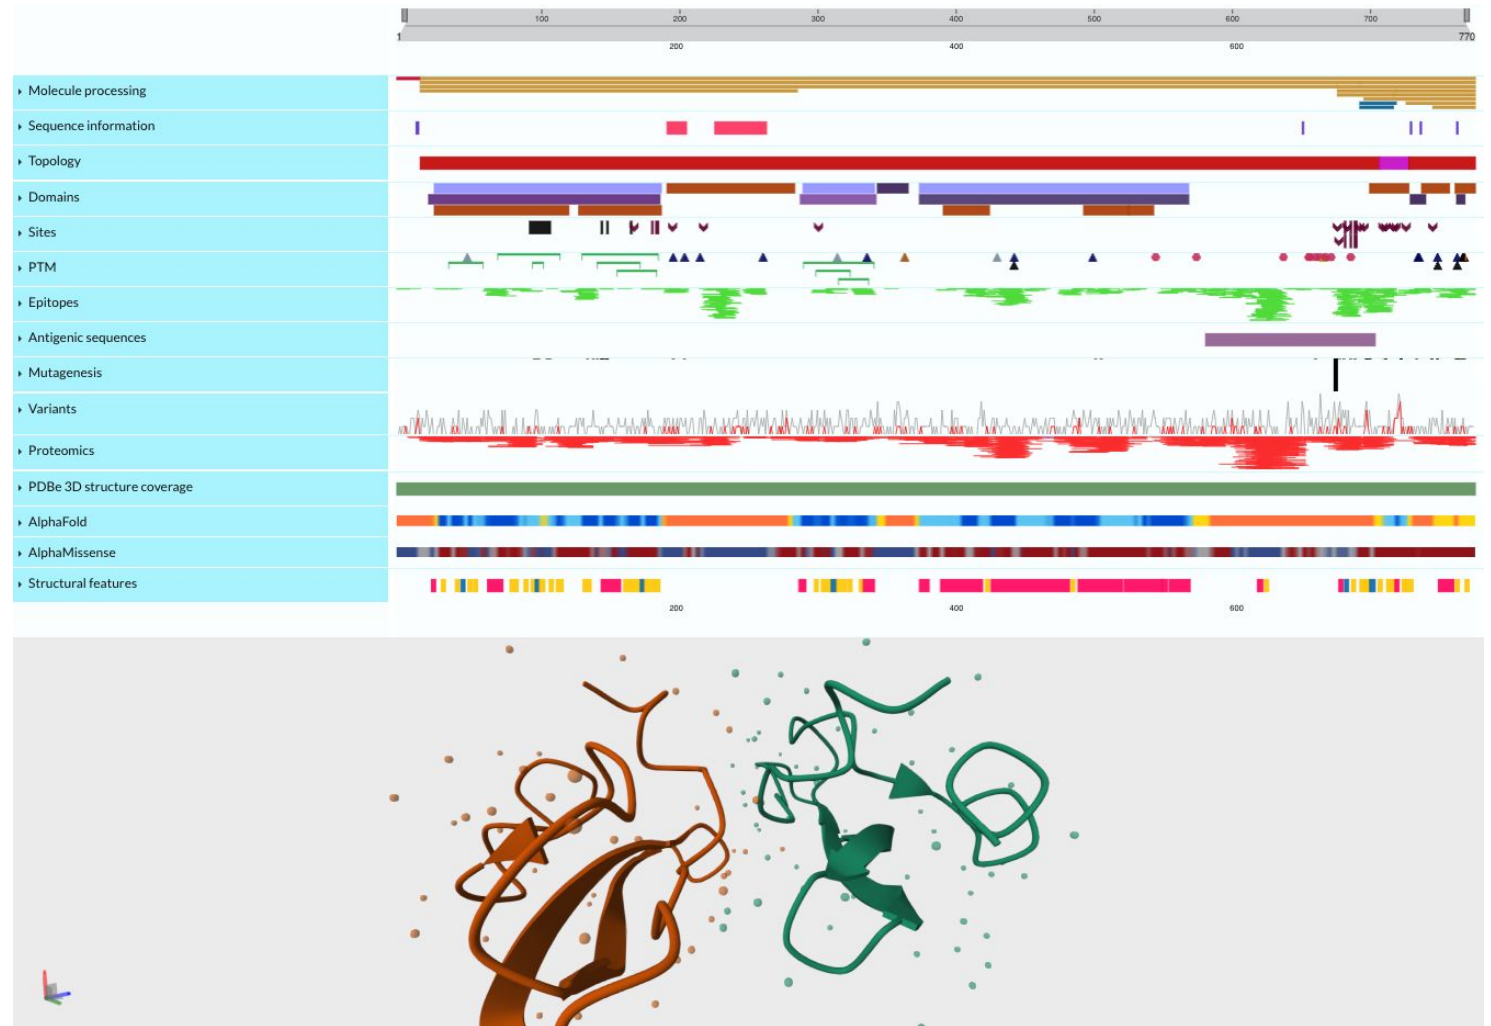 100 200 300 400 500 600 700
1 770
200 400 600
Molecule processing
Sequence information
Topology
Domains
Sites
PTM
Epitopes
Antigenic sequences
Mutagenesis
Variants
Proteomics
PDBe 3D structure coverage
AlphaFold
AlphaMissense
Structural features
200 400 600